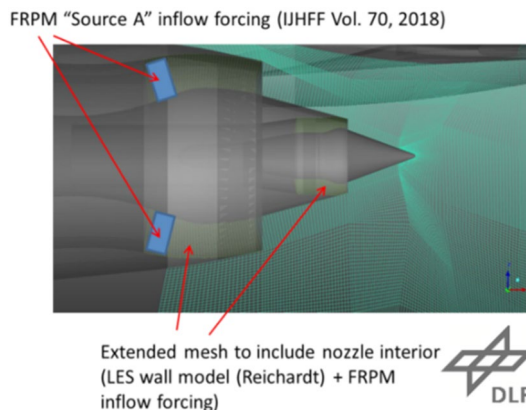 FRPM “Source A” inflow forcing (IJHFF Vol. 70, 2018)
Extended mesh to include nozzle interior
(LES wall model (Reichardt) + FRPM
inflow forcing)
DLR